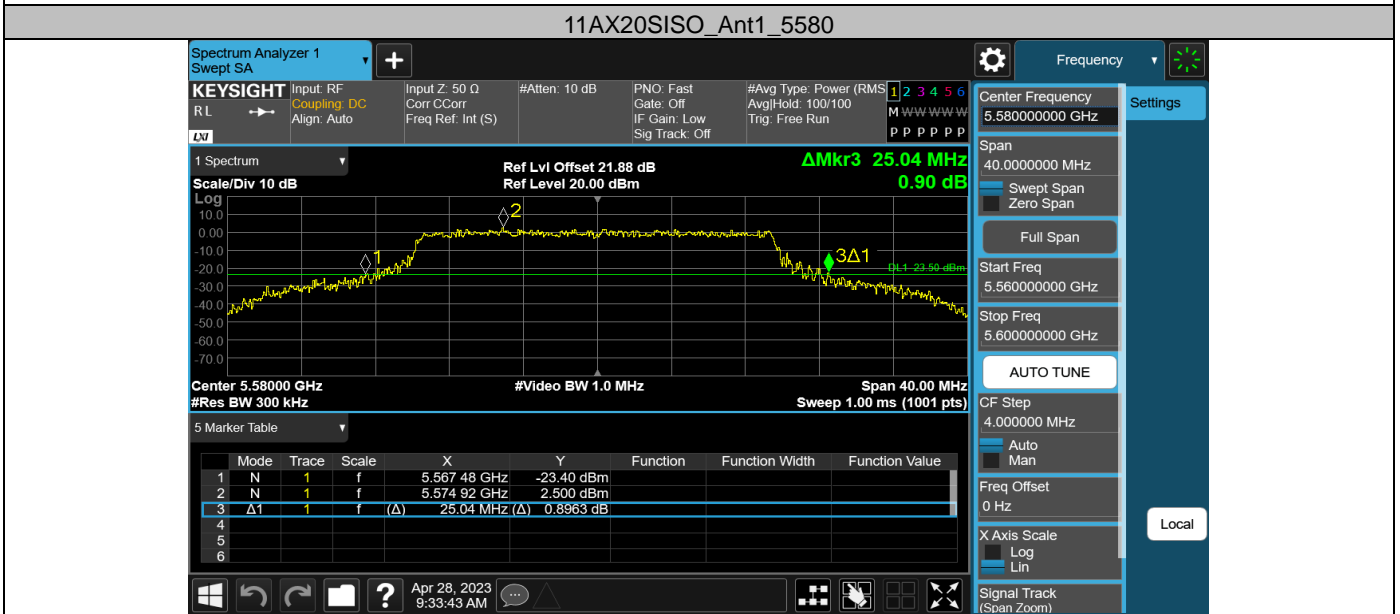 11AX20SISO_Ant1_5580
Spectrum Analyzer 1
Swept SA
+
Frequency
KEYSIGHT
R L
LXI
Input: RF
Coupling: DC
Align: Auto
Input Z: 50 Ω
Corr CCorr
Freq Ref: Int (S)
#Atten: 10 dB
PNO: Fast
Gate: Off
IF Gain: Low
Sig Track: Off
#Avg Type: Power (RMS
Avg|Hold: 100/100
Trig: Free Run
1 2 3 4 5 6
M W W W W W
P P P P P P
1 Spectrum
Scale/Div 10 dB
Log
Ref Lvl Offset 21.88 dB
Ref Level 20.00 dBm
ΔMkr3 25.04 MHz
0.90 dB
10.0
0.00
-10.0
-20.0
-30.0
-40.0
-50.0
-60.0
-70.0
1
2
3Δ1
DL1 -23.50 dBm
Center 5.58000 GHz
#Res BW 300 kHz
#Video BW 1.0 MHz
Span 40.00 MHz
Sweep 1.00 ms (1001 pts)
5 Marker Table
Mode Trace Scale X Y Function Function Width Function Value
1 N 1 f 5.567 48 GHz -23.40 dBm
2 N 1 f 5.574 92 GHz 2.500 dBm
3 Δ1 1 f (Δ) 25.04 MHz (Δ) 0.8963 dB
4
5
6
Center Frequency
5.580000000 GHz
Settings
Span
40.0000000 MHz
Swept Span
Zero Span
Full Span
Start Freq
5.560000000 GHz
Stop Freq
5.600000000 GHz
AUTO TUNE
CF Step
4.000000 MHz
Auto
Man
Freq Offset
0 Hz
Local
X Axis Scale
Log
Lin
Signal Track
(Span Zoom)
?
Apr 28, 2023
9:33:43 AM